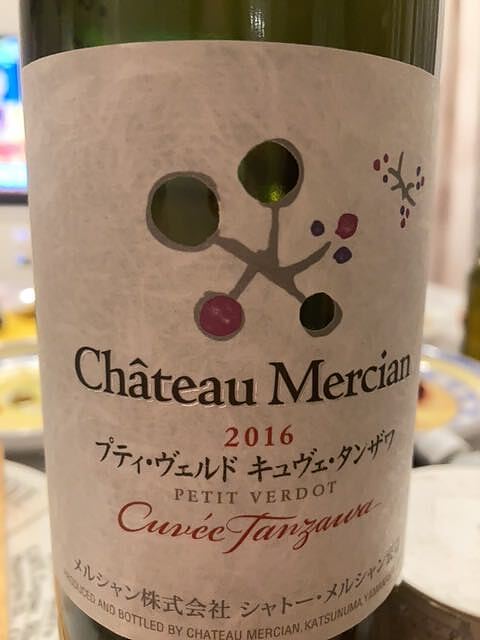 Château Mercian
2016
プティ・ヴェルド キュヴェ・タンザワ
PETIT VERDOT
Cuvée Tanzawa
メルシャン株式会社 シャトー・メルシャン
PRODUCED AND BOTTLED BY CHATEAU MERCIAN, KATSUNUMA